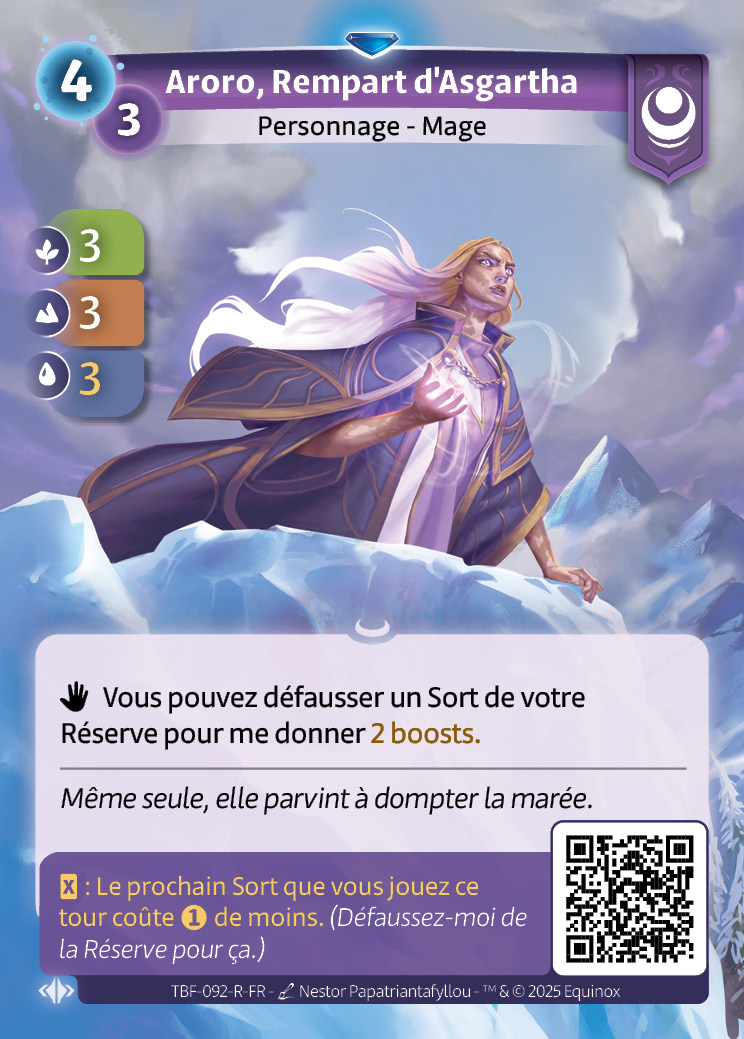 4
Aroro, Rempart d'Asgartha
3
Personnage - Mage
3
3
3
Vous pouvez défausser un Sort de votre
Réserve pour me donner 2 boosts.
Même seule, elle parvint à dompter la marée.
X : Le prochain Sort que vous jouez ce
tour coûte 1 de moins. (Défaussez-moi de
la Réserve pour ça.)
TBF-092-R-FR - Nestor Papatriantafyllou - ™ & © 2025 Equinox